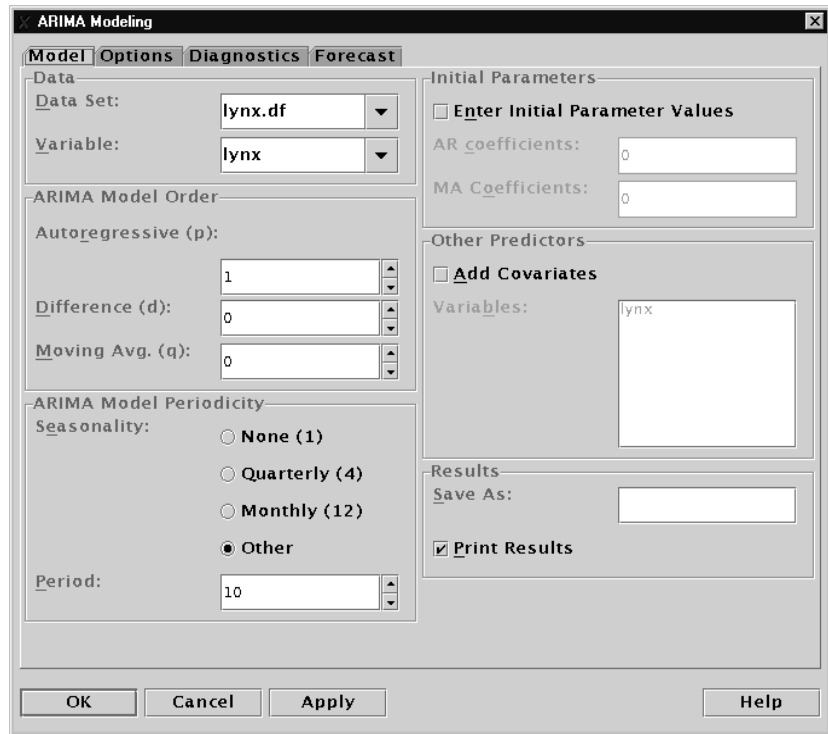 ARIMA Modeling
Model Options Diagnostics Forecast
Data
Data Set:
lynx.df
Variable:
lynx
ARIMA Model Order
Autoregressive (p):
1
Difference (d):
0
Moving Avg. (q):
0
ARIMA Model Periodicity
Seasonality:
None (1)
Quarterly (4)
Monthly (12)
Other
Period:
10
Initial Parameters
Enter Initial Parameter Values
AR coefficients:
0
MA Coefficients:
0
Other Predictors
Add Covariates
Variables:
lynx
Results
Save As:
Print Results
OK Cancel Apply Help